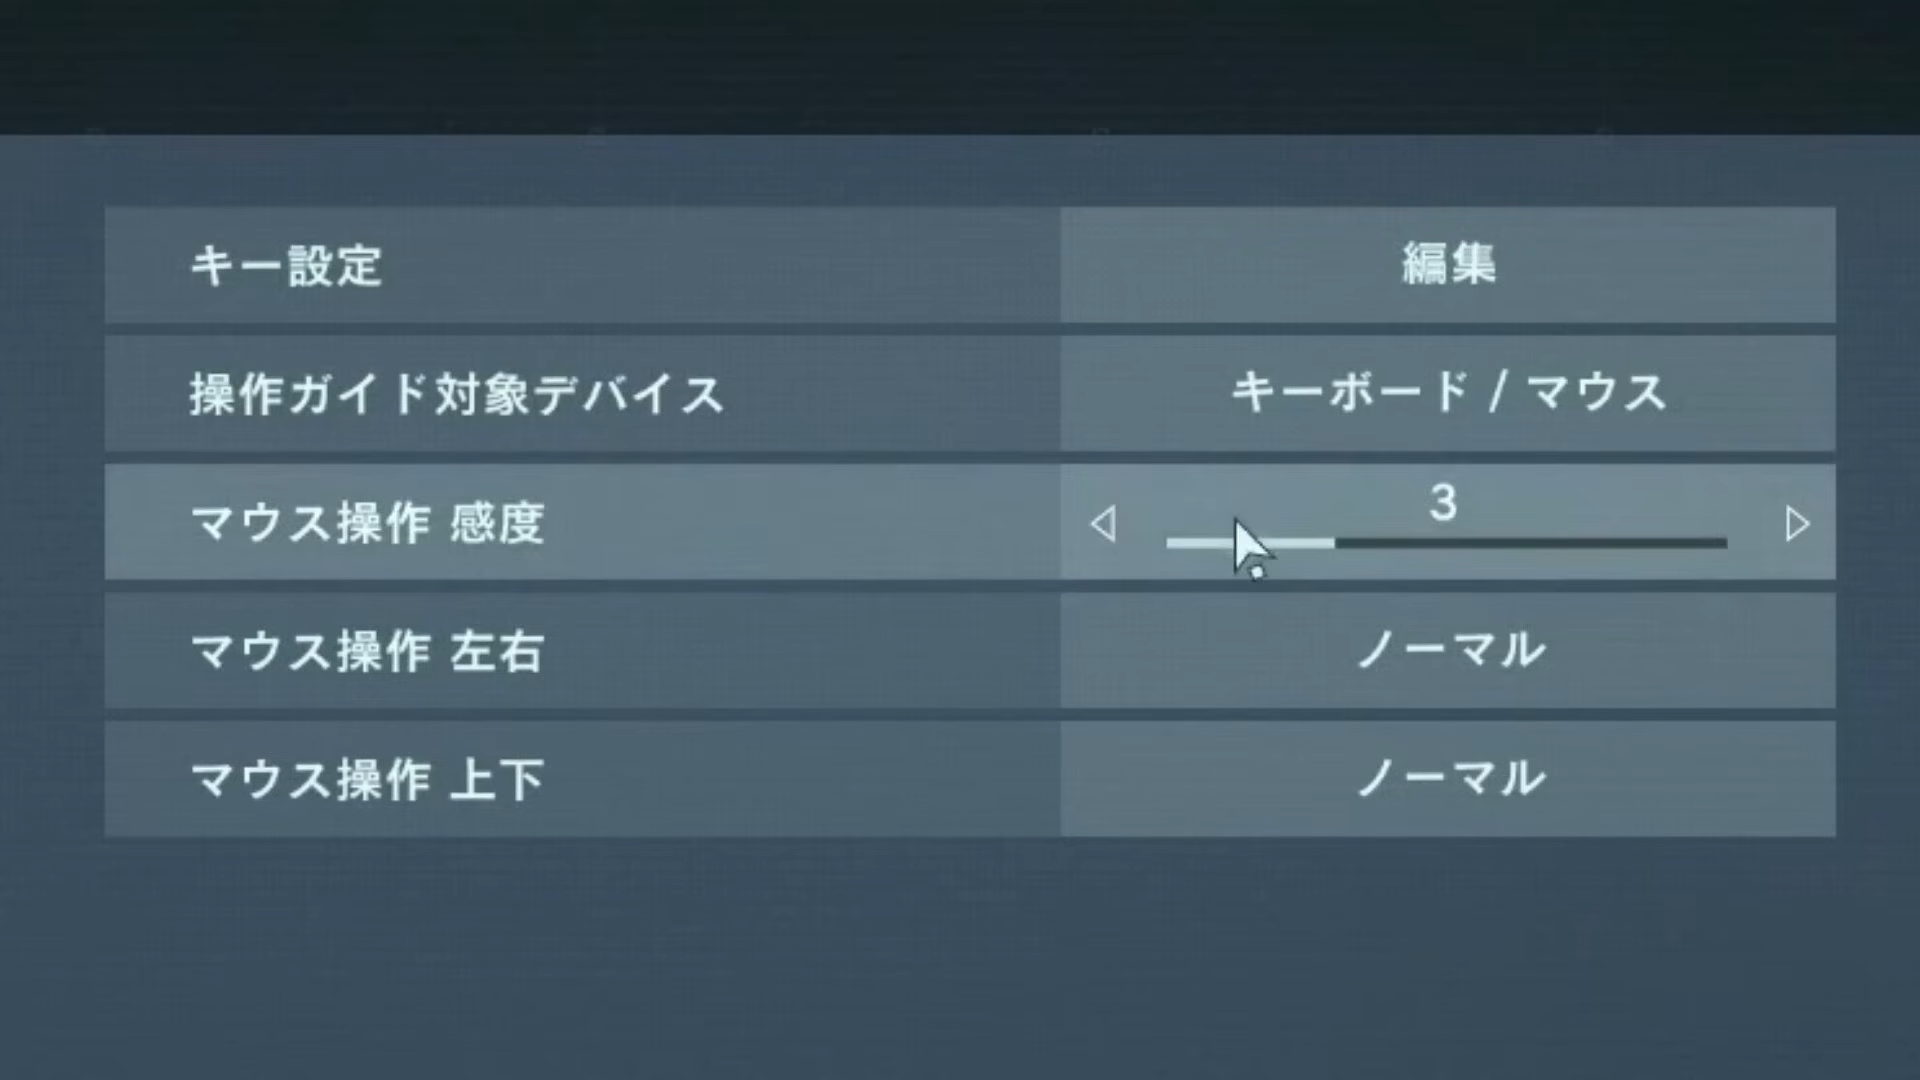 キー設定 編集
操作ガイド対象デバイス キーボード / マウス
マウス操作 感度 3
マウス操作 左右 ノーマル
マウス操作 上下 ノーマル